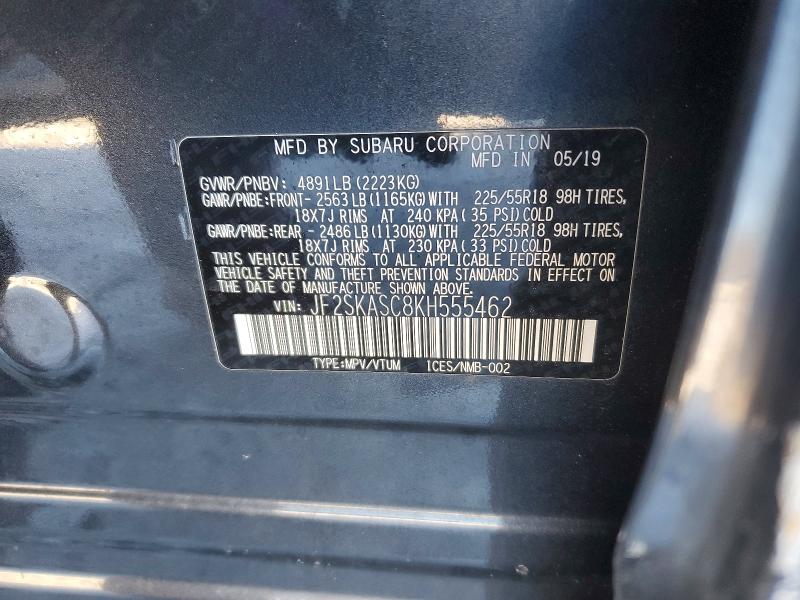 MFD BY SUBARU CORPORATION
MFD IN 05/19
GVWR/PNBV: 4891LB(2223KG)
GAWR/PNBE:FRONT- 2563LB(1165KG)WITH 225/55R18 98H TIRES,
18X7J RIMS AT 240 KPA(35 PSI)COLD
GAWR/PNBE:REAR - 2486LB(1130KG)WITH 225/55R18 98H TIRES,
18X7J RIMS AT 230 KPA(33 PSI)COLD
THIS VEHICLE CONFORMS TO ALL APPLICABLE FEDERAL MOTOR
VEHICLE SAFETY AND THEFT PREVENTION STANDARDS IN EFFECT ON
THE DATE OF MANUFACTURE SHOWN ABOVE.
VIN: JF2SKASC8KH555462
TYPE:MPV/VTUM ICES/NMB-002